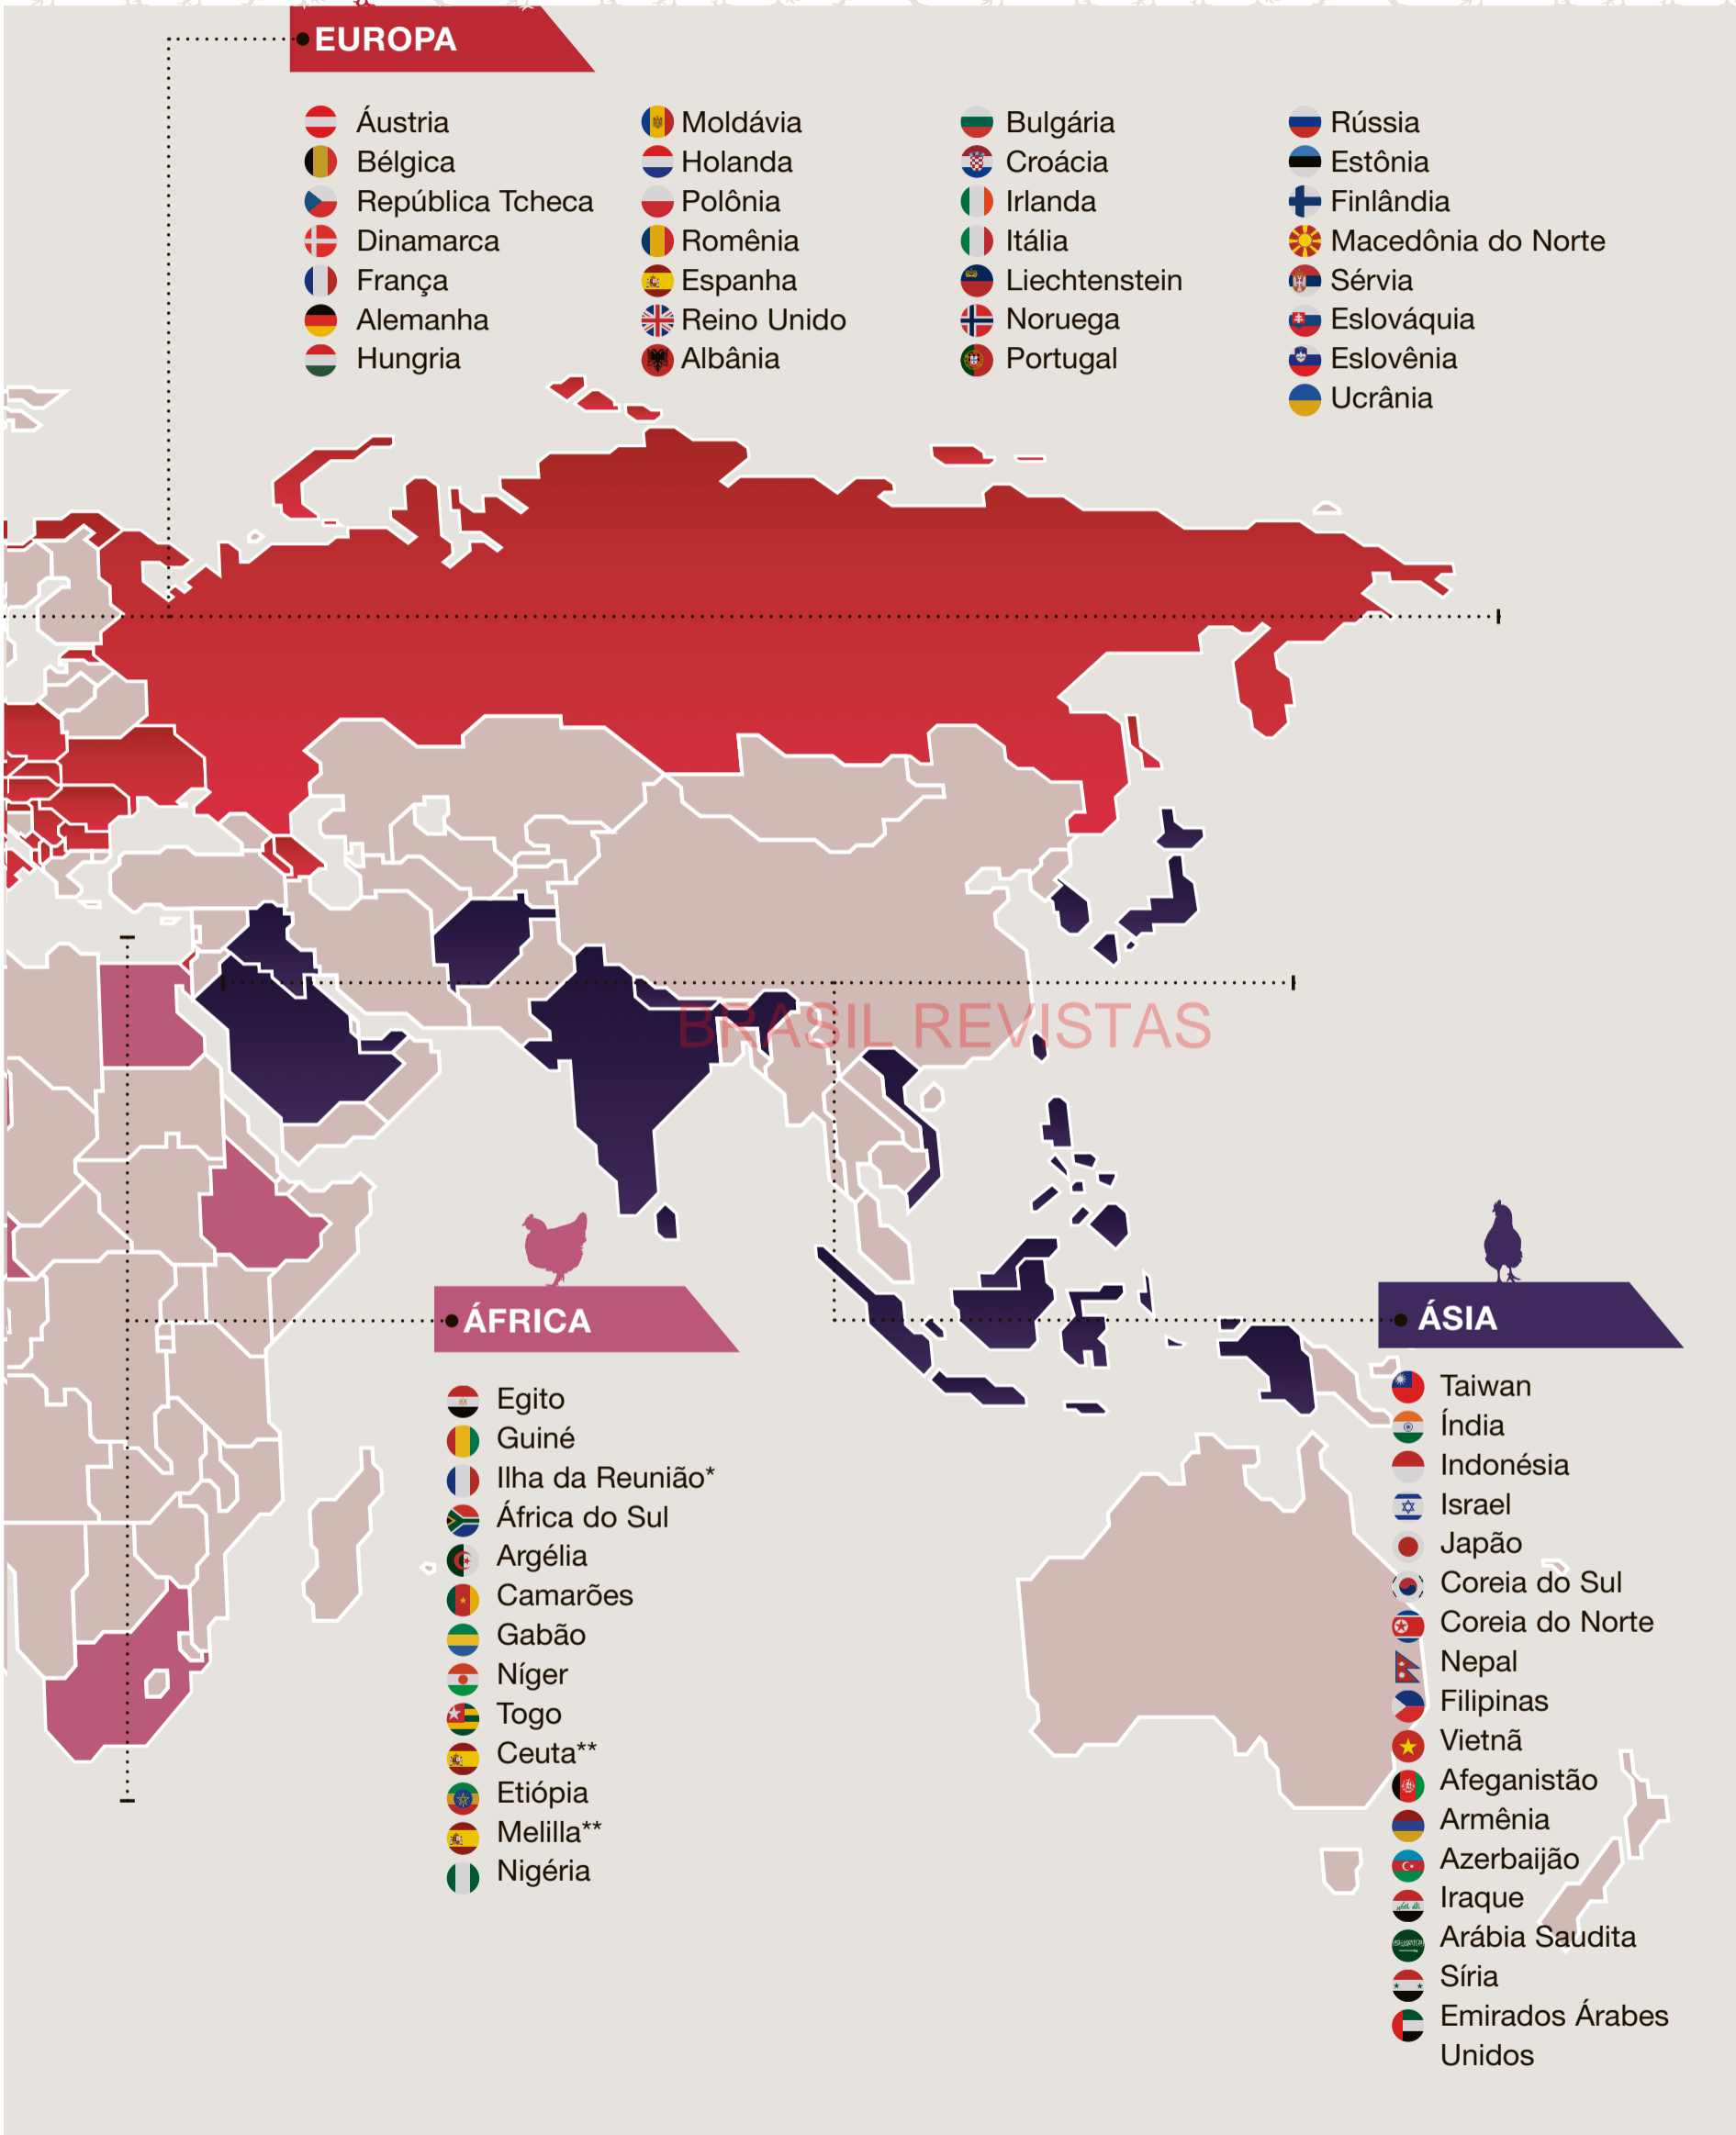 EUROPA
Áustria
Bélgica
República Tcheca
Dinamarca
França
Alemanha
Hungria
Moldávia
Holanda
Polônia
Romênia
Espanha
Reino Unido
Albânia
Bulgária
Croácia
Irlanda
Itália
Liechtenstein
Noruega
Portugal
Rússia
Estônia
Finlândia
Macedônia do Norte
Sérvia
Eslováquia
Eslovênia
Ucrânia
BRASIL REVISTAS
ÁFRICA
Egito
Guiné
Ilha da Reunião*
África do Sul
Argélia
Camarões
Gabão
Níger
Togo
Ceuta**
Etiópia
Melilla**
Nigéria
ÁSIA
Taiwan
Índia
Indonésia
Israel
Japão
Coreia do Sul
Coreia do Norte
Nepal
Filipinas
Vietnã
Afeganistão
Armênia
Azerbaijão
Iraque
Arábia Saudita
Síria
Emirados Árabes
Unidos